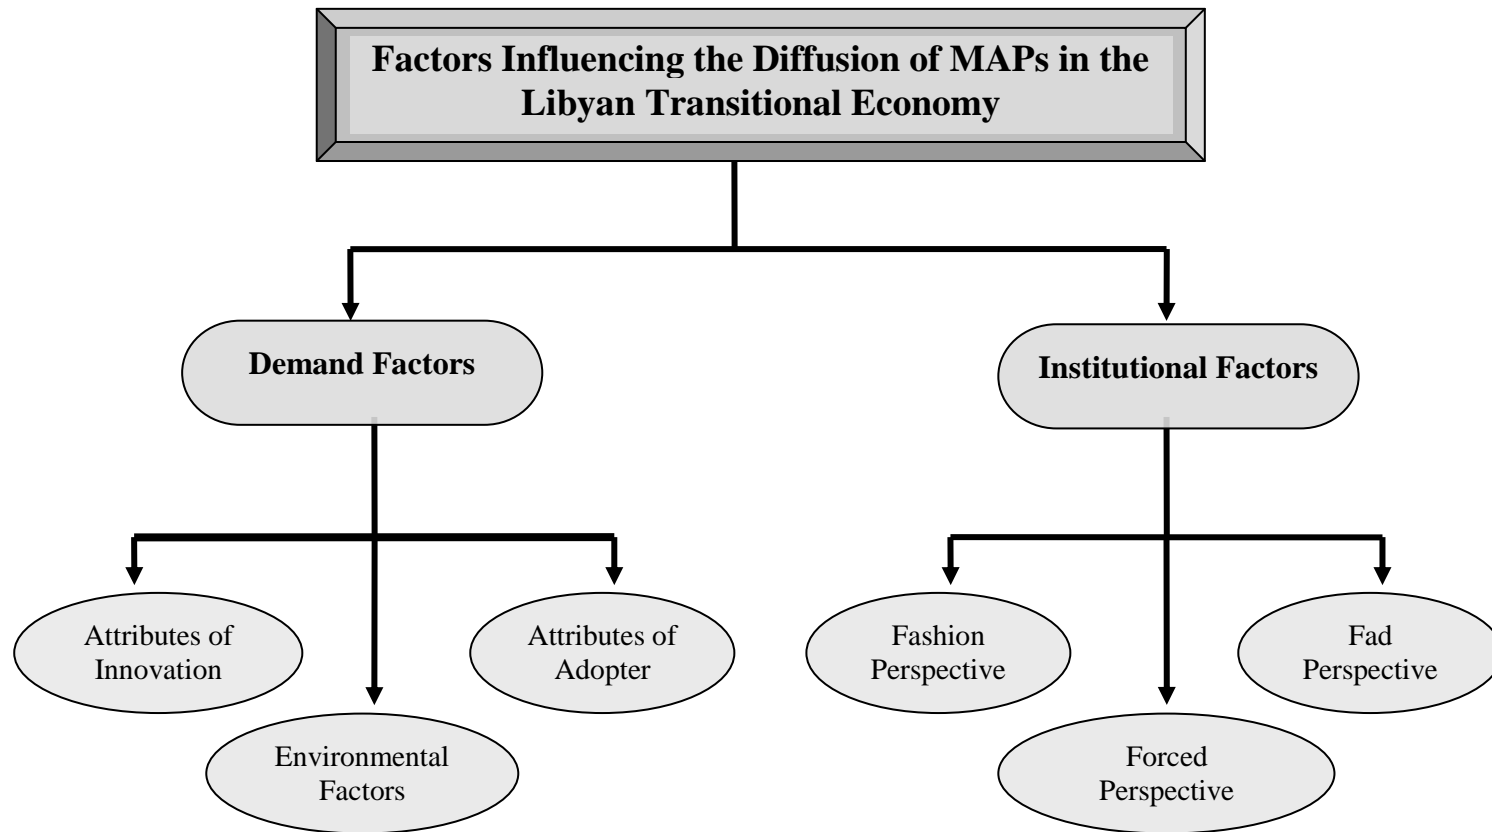 Factors Influencing the Diffusion of MAPs in the
Libyan Transitional Economy
Demand Factors
Institutional Factors
Attributes of
Innovation
Attributes of
Adopter
Fashion
Perspective
Fad
Perspective
Environmental
Factors
Forced
Perspective